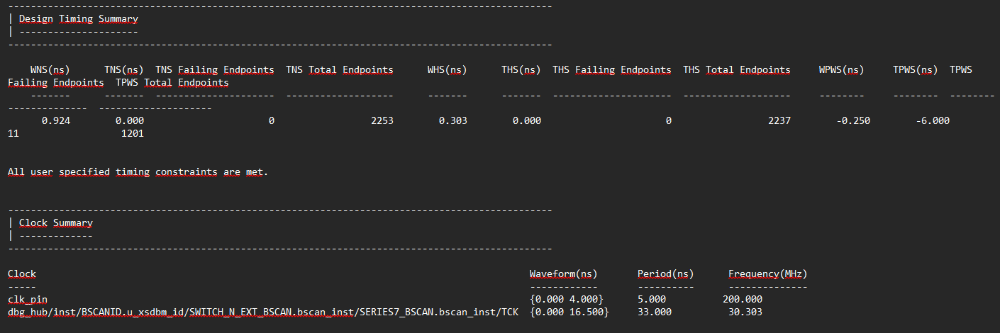 ------------------------------------------------------------------------------------------------
| Design Timing Summary
| ---------------------
------------------------------------------------------------------------------------------------

    WNS(ns)      TNS(ns)  TNS Failing Endpoints  TNS Total Endpoints      WHS(ns)      THS(ns)  THS Failing Endpoints  THS Total Endpoints     WPWS(ns)     TPWS(ns)  TPWS
Failing Endpoints  TPWS Total Endpoints
    -------      -------  ---------------------  -------------------      -------      -------  ---------------------  -------------------     --------     --------  --------
--------------  --------------------
      0.924        0.000                      0                 2253        0.303        0.000                      0                 2237       -0.250       -6.000
11                  1201

All user specified timing constraints are met.

------------------------------------------------------------------------------------------------
| Clock Summary
| -------------
------------------------------------------------------------------------------------------------

Clock                                                                                       Waveform(ns)       Period(ns)      Frequency(MHz)
-----                                                                                       ------------       ----------      --------------
clk_pin                                                                                     {0.000 4.000}      5.000          200.000
dbg_hub/inst/BSCANID.u_xsdbm_id/SWITCH_N_EXT_BSCAN.bscan_inst/SERIES7_BSCAN.bscan_inst/TCK  {0.000 16.500}     33.000          30.303